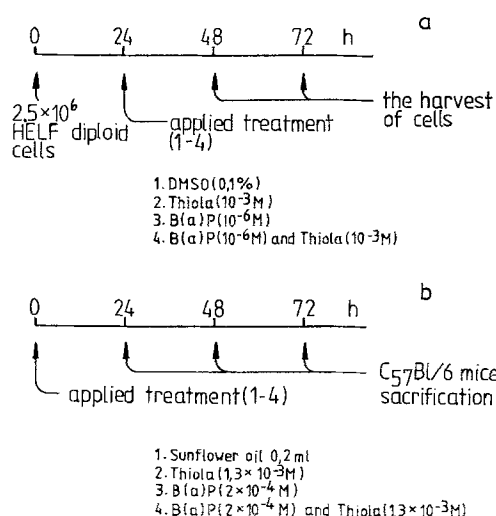 a
0 24 48 72 h
2.5×10⁶
HELF diploid
cells
applied treatment
(1-4)
the harvest
of cells
1. DMSO (0,1%)
2. Thiola (10⁻³M)
3. B(a)P (10⁻⁶M)
4. B(a)P (10⁻⁶M) and Thiola (10⁻³M)
b
0 24 48 72 h
applied treatment (1-4)
C₅₇Bl/6 mice
sacrification
1. Sunflower oil 0,2 ml
2. Thiola (1,3×10⁻³M)
3. B(a)P (2×10⁻⁴M)
4. B(a)P (2×10⁻⁴M) and Thiola (1,3×10⁻³M)